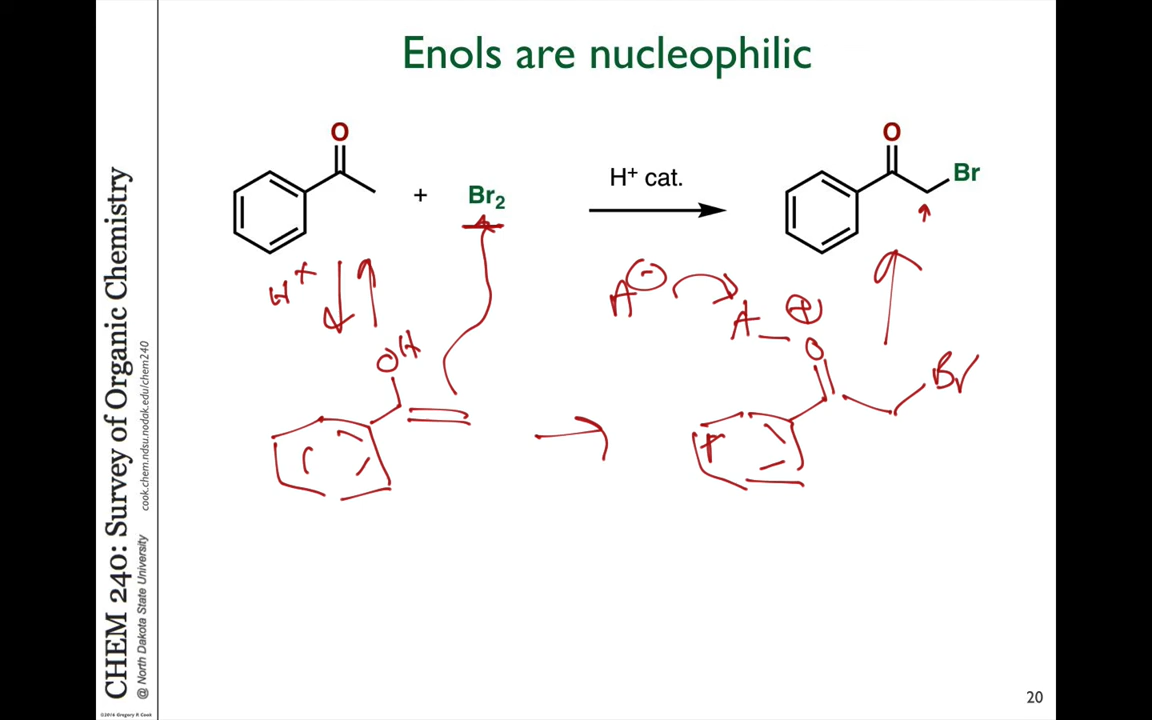 Enols are nucleophilic
O
+
Br2
H+ cat.
O
Br
H+
A-
A
+
O
OH
Br
CHEM 240: Survey of Organic Chemistry
@ North Dakota State University
cook.chem.ndsu.nodak.edu/chem240
©2016 Gregory R Cook
20